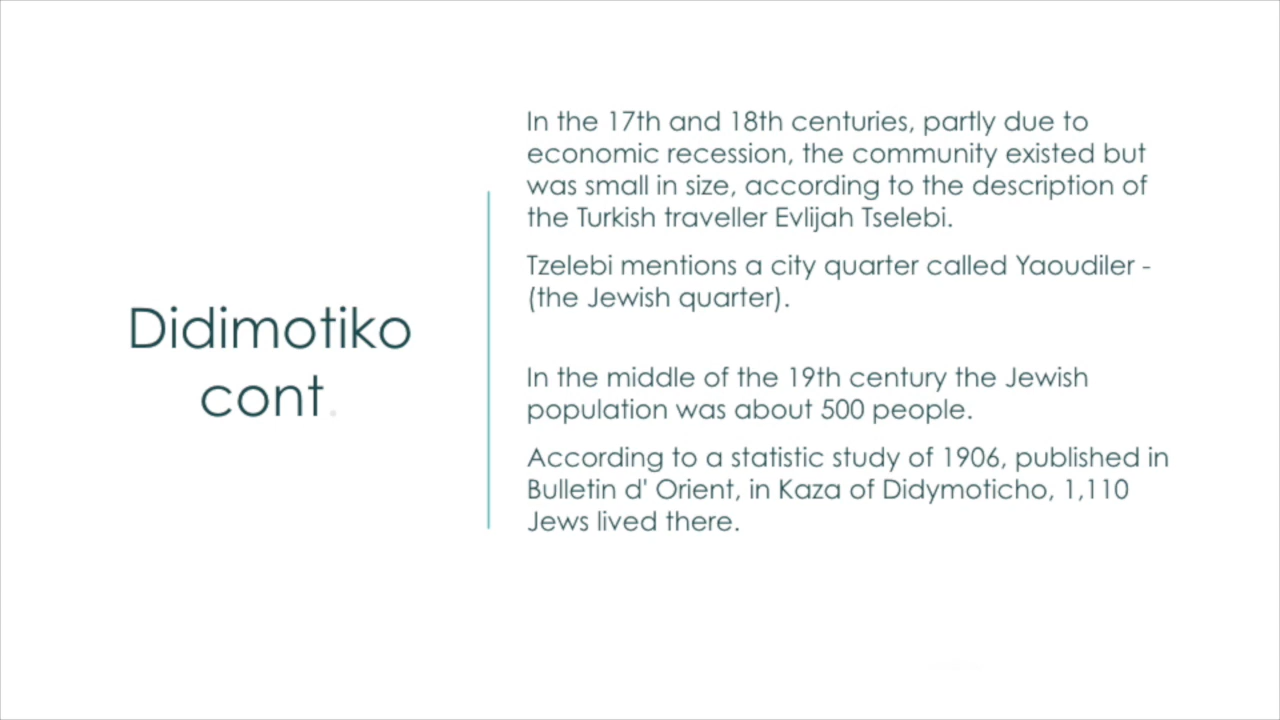 Didimotiko
cont.
In the 17th and 18th centuries, partly due to
economic recession, the community existed but
was small in size, according to the description of
the Turkish traveller Evlijah Tselebi.
Tzelebi mentions a city quarter called Yaoudiler -
(the Jewish quarter).
In the middle of the 19th century the Jewish
population was about 500 people.
According to a statistic study of 1906, published in
Bulletin d' Orient, in Kaza of Didymoticho, 1,110
Jews lived there.